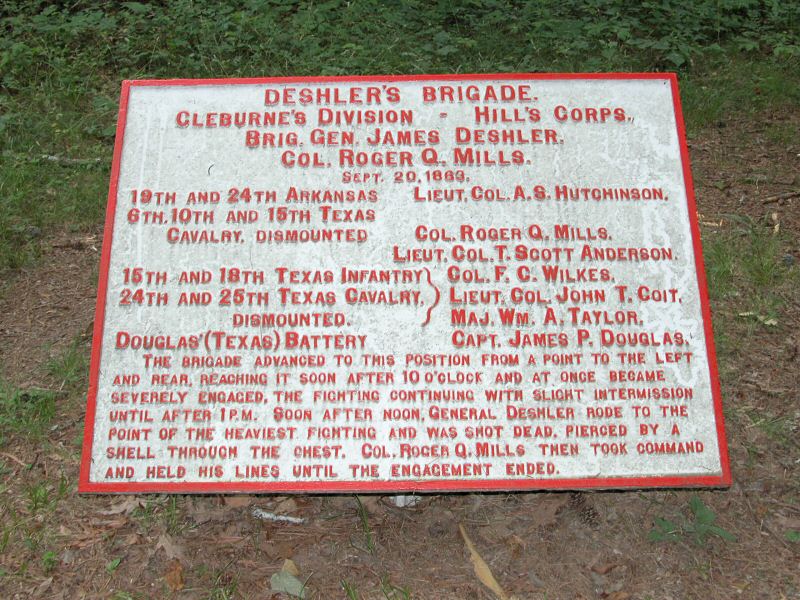 DESHLER'S BRIGADE.
CLEBURNE'S DIVISION - HILL'S CORPS.
BRIG. GEN. JAMES DESHLER.
COL. ROGER Q. MILLS.
SEPT. 20, 1863.
19TH AND 24TH ARKANSAS LIEUT. COL. A. S. HUTCHINSON.
6TH, 10TH AND 15TH TEXAS
CAVALRY, DISMOUNTED COL. ROGER Q. MILLS.
LIEUT. COL. T. SCOTT ANDERSON.
15TH AND 18TH TEXAS INFANTRY COL. F. C. WILKES.
24TH AND 25TH TEXAS CAVALRY, LIEUT. COL. JOHN T. COIT.
DISMOUNTED. MAJ. WM. A. TAYLOR.
DOUGLAS' (TEXAS) BATTERY CAPT. JAMES P. DOUGLAS.
THE BRIGADE ADVANCED TO THIS POSITION FROM A POINT TO THE LEFT
AND REAR, REACHING IT SOON AFTER 10 O'CLOCK AND AT ONCE BECAME
SEVERELY ENGAGED, THE FIGHTING CONTINUING WITH SLIGHT INTERMISSION
UNTIL AFTER 1 P.M. SOON AFTER NOON, GENERAL DESHLER RODE TO THE
POINT OF THE HEAVIEST FIGHTING AND WAS SHOT DEAD, PIERCED BY A
SHELL THROUGH THE CHEST. COL. ROGER Q. MILLS THEN TOOK COMMAND
AND HELD HIS LINES UNTIL THE ENGAGEMENT ENDED.